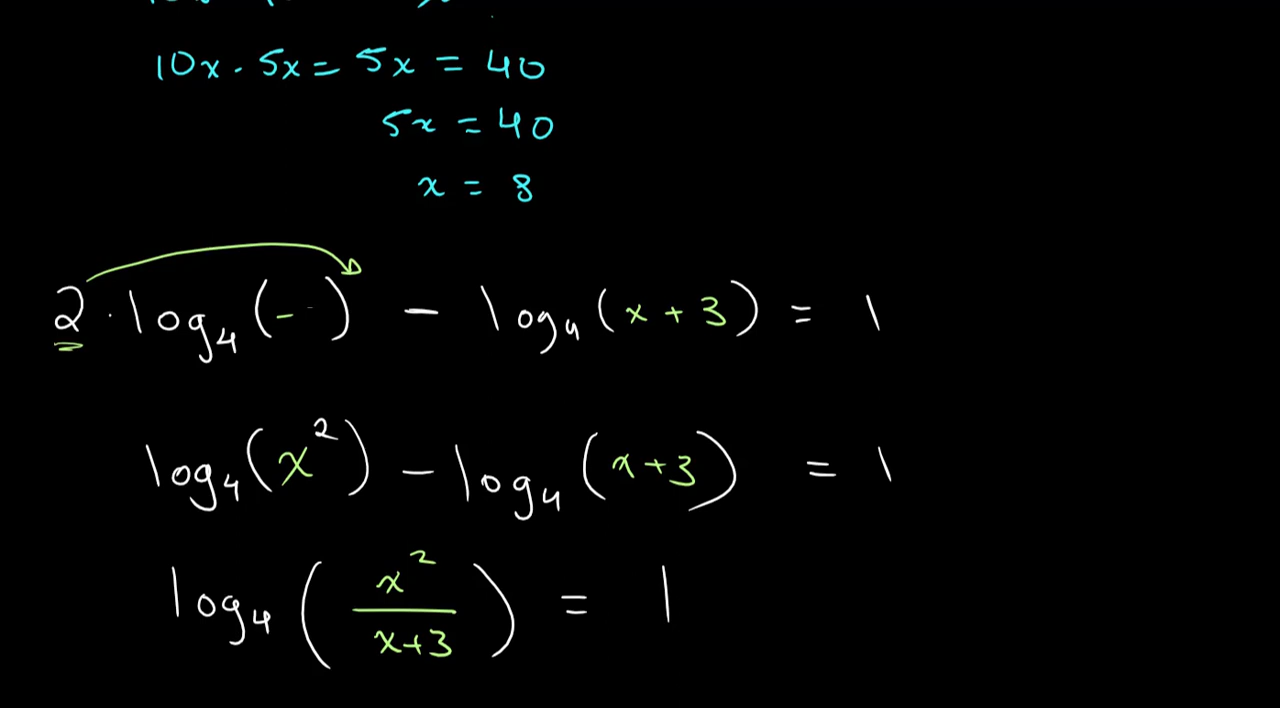 10x - 5x = 5x = 40
5x = 40
x = 8
2 · log₄(-) - log₄(x + 3) = 1
log₄(x²) - log₄(x+3) = 1
log₄(x²/(x+3)) = 1